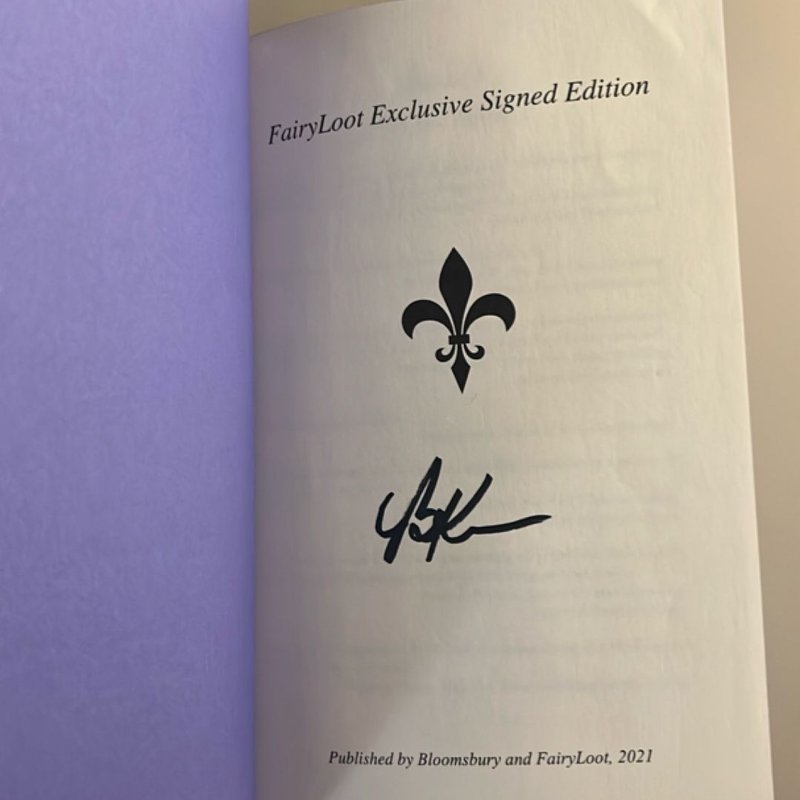 FairyLoot Exclusive Signed Edition
Published by Bloomsbury and FairyLoot, 2021